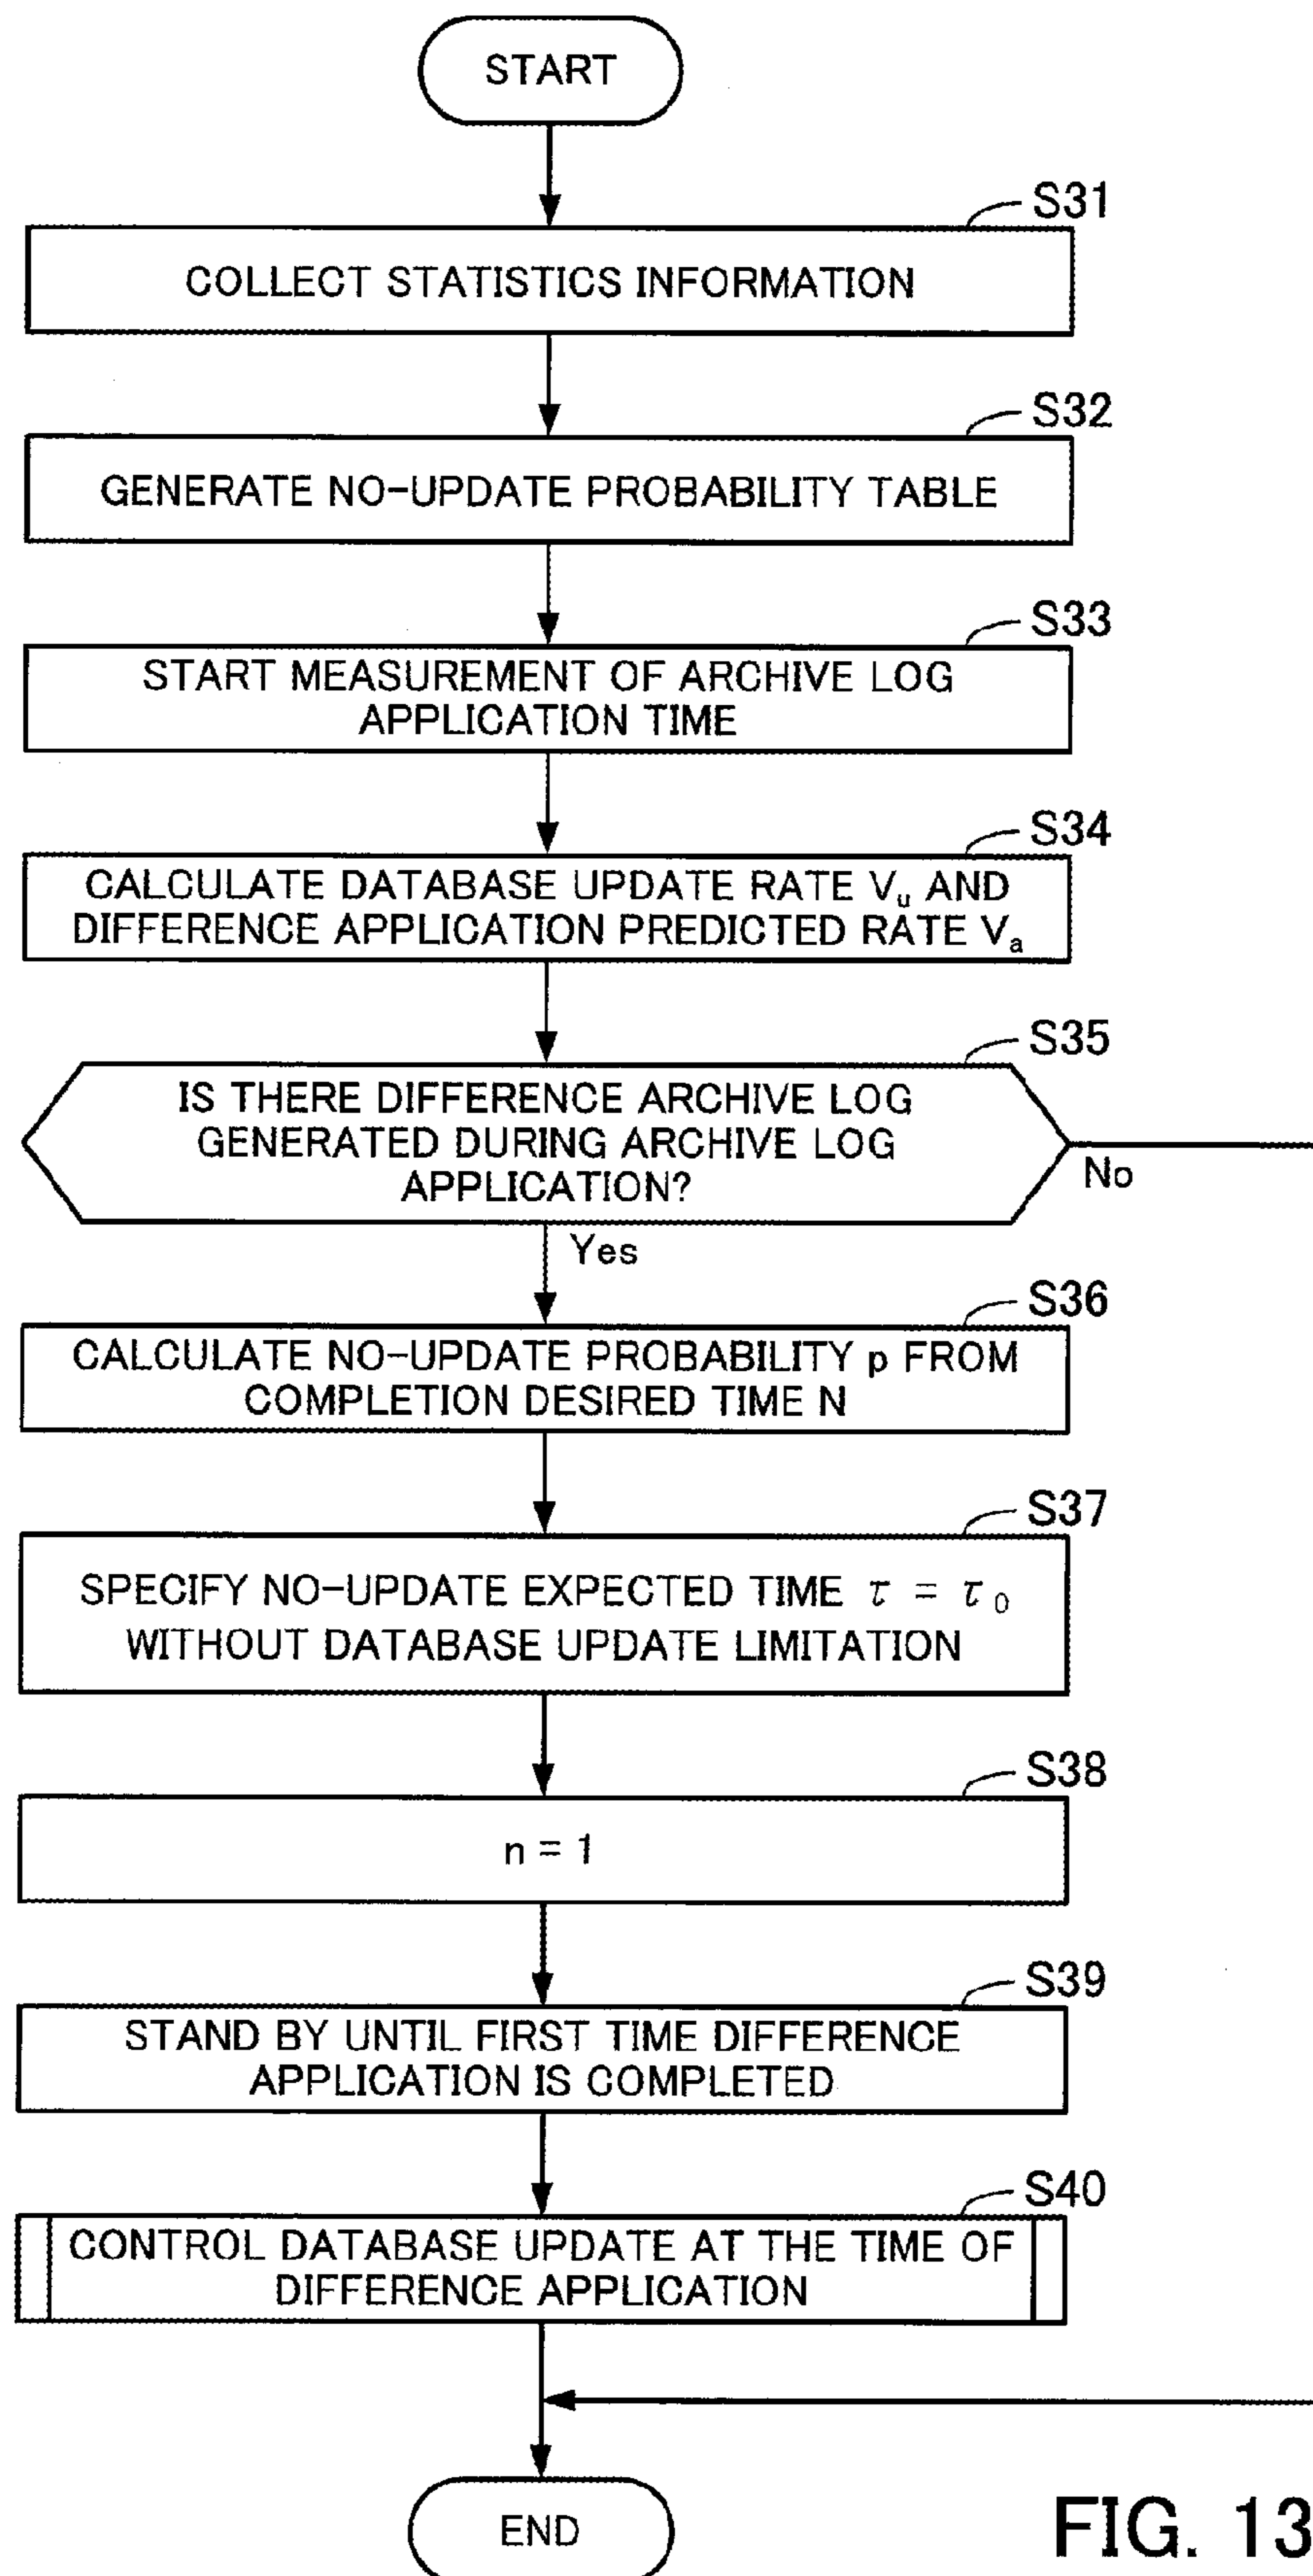 START
S31
COLLECT STATISTICS INFORMATION
S32
GENERATE NO-UPDATE PROBABILITY TABLE
S33
START MEASUREMENT OF ARCHIVE LOG
APPLICATION TIME
S34
CALCULATE DATABASE UPDATE RATE Vu AND
DIFFERENCE APPLICATION PREDICTED RATE Va
S35
IS THERE DIFFERENCE ARCHIVE LOG
GENERATED DURING ARCHIVE LOG
APPLICATION?
No
Yes
S36
CALCULATE NO-UPDATE PROBABILITY p FROM
COMPLETION DESIRED TIME N
S37
SPECIFY NO-UPDATE EXPECTED TIME τ = τ0
WITHOUT DATABASE UPDATE LIMITATION
S38
n = 1
S39
STAND BY UNTIL FIRST TIME DIFFERENCE
APPLICATION IS COMPLETED
S40
CONTROL DATABASE UPDATE AT THE TIME OF
DIFFERENCE APPLICATION
END
FIG. 13